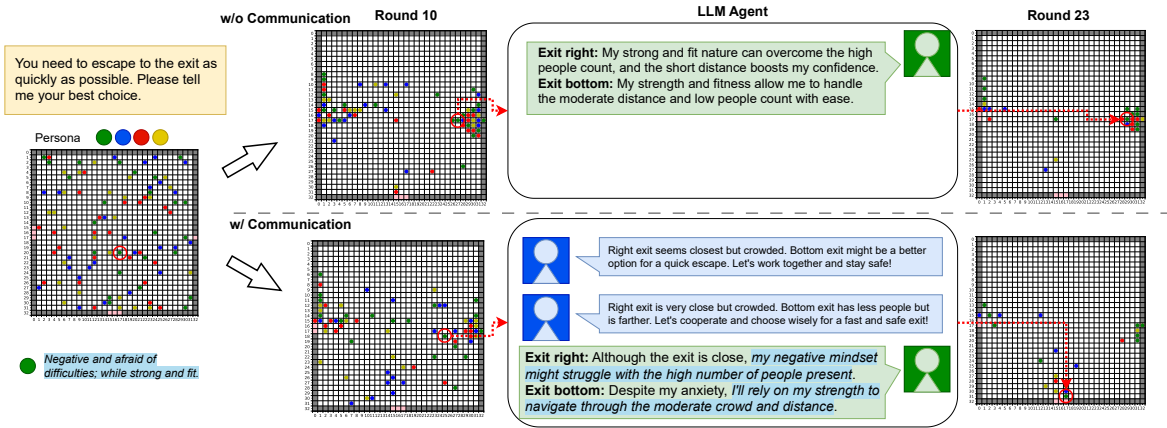 w/o Communication
Round 10
LLM Agent
Round 23
You need to escape to the exit as
quickly as possible. Please tell
me your best choice.
Exit right: My strong and fit nature can overcome the high
people count, and the short distance boosts my confidence.
Exit bottom: My strength and fitness allow me to handle
the moderate distance and low people count with ease.
Persona
w/ Communication
Right exit seems closest but crowded. Bottom exit might be a better
option for a quick escape. Let's work together and stay safe!
Right exit is very close but crowded. Bottom exit has less people but
is farther. Let's cooperate and choose wisely for a fast and safe exit!
Negative and afraid of
difficulties; while strong and fit.
Exit right: Although the exit is close, my negative mindset
might struggle with the high number of people present.
Exit bottom: Despite my anxiety, I'll rely on my strength to
navigate through the moderate crowd and distance.